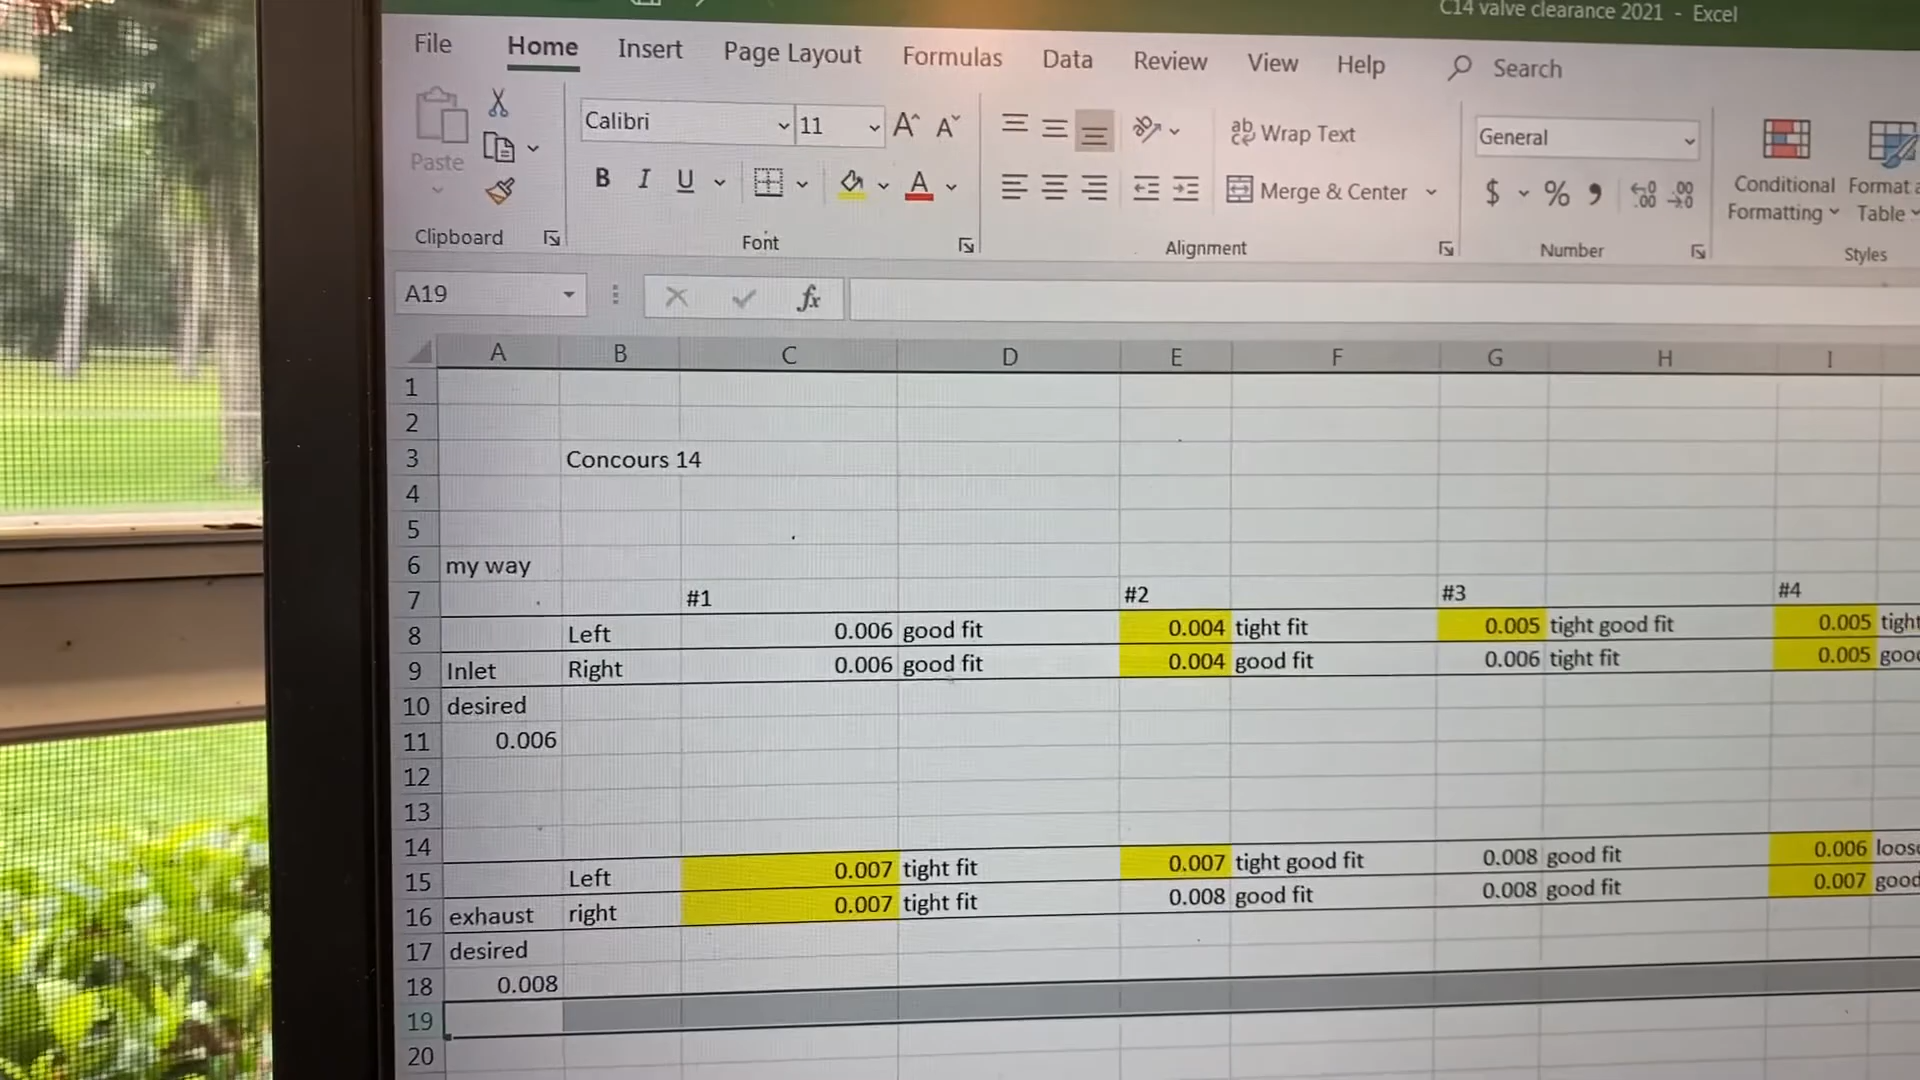 C14 valve clearance 2021 - Excel
File Home Insert Page Layout Formulas Data Review View Help Search
Calibri 11 A A ab Wrap Text General
Paste B I U A Merge & Center $ % 9 .00 .00 Conditional Formatting Format a Table
Clipboard Font Alignment Number Styles
A19 fx
A B C D E F G H I
1
2
3 Concours 14
4
5
6 my way
7 #1 #2 #3 #4
8 Left 0.006 good fit 0.004 tight fit 0.005 tight good fit 0.005 tight
9 Inlet Right 0.006 good fit 0.004 good fit 0.006 tight fit 0.005 goo
10 desired
11 0.006
12
13
14
15 Left 0.007 tight fit 0.007 tight good fit 0.008 good fit 0.006 loos
16 exhaust right 0.007 tight fit 0.008 good fit 0.008 good fit 0.007 good
17 desired
18 0.008
19
20